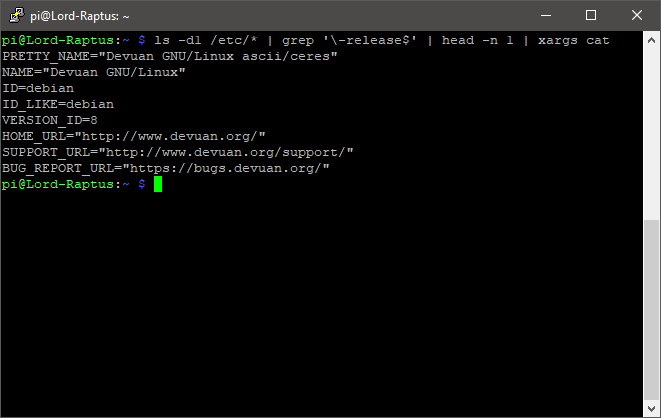 pi@Lord-Raptus: ~
pi@Lord-Raptus:~ $ ls -d1 /etc/* | grep '\-release$' | head -n 1 | xargs cat
PRETTY_NAME="Devuan GNU/Linux ascii/ceres"
NAME="Devuan GNU/Linux"
ID=debian
ID_LIKE=debian
VERSION_ID=8
HOME_URL="http://www.devuan.org/"
SUPPORT_URL="http://www.devuan.org/support/"
BUG_REPORT_URL="https://bugs.devuan.org/"
pi@Lord-Raptus:~ $